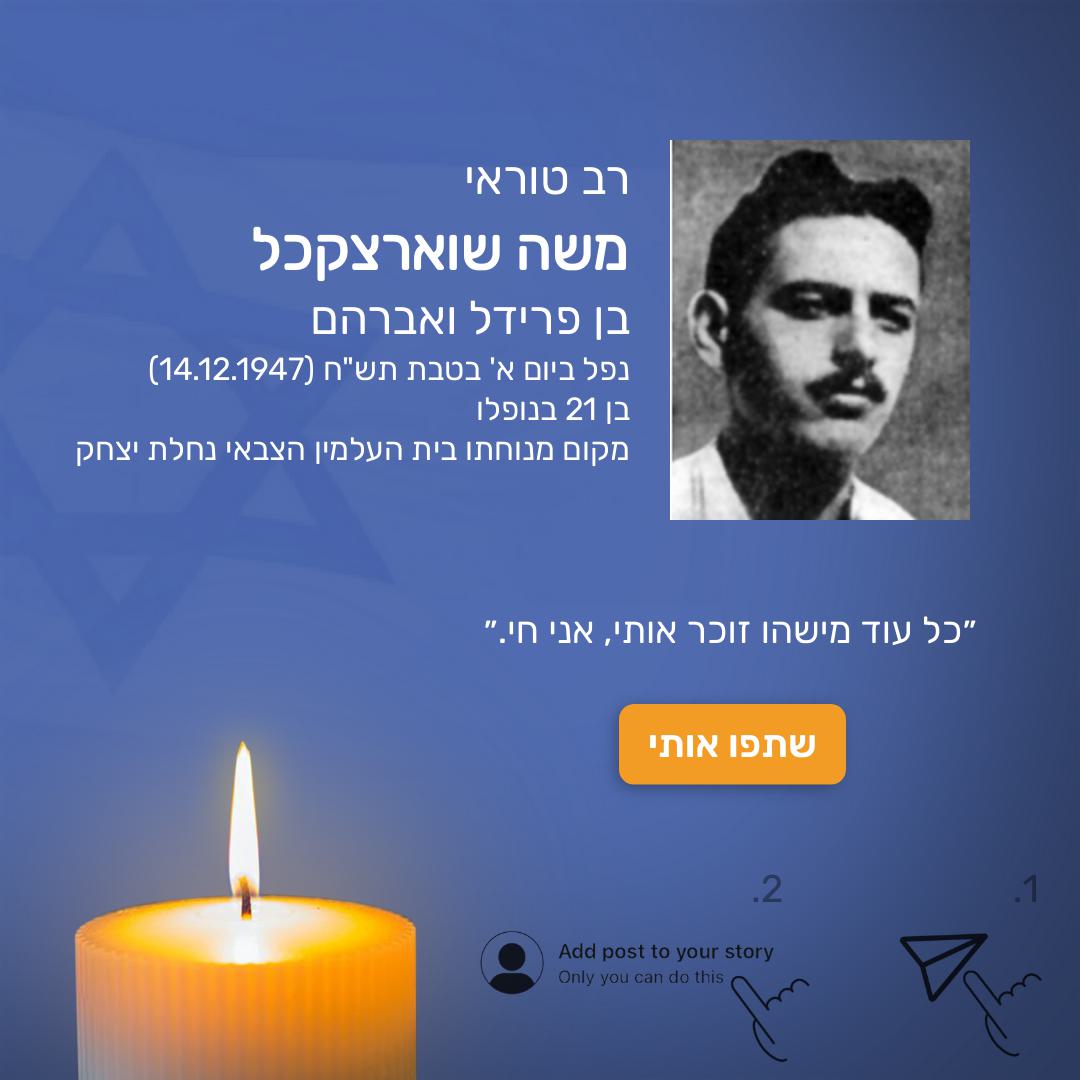 רב טוראי
משה שוארצקכל
בן פרידל ואברהם
נפל ביום א' בטבת תש"ח (14.12.1947)
בן 21 בנופלו
מקום מנוחתו בית העלמין הצבאי נחלת יצחק
״כל עוד מישהו זוכר אותי, אני חי.״
שתפו אותי
1.
2.
Add post to your story
Only you can do this